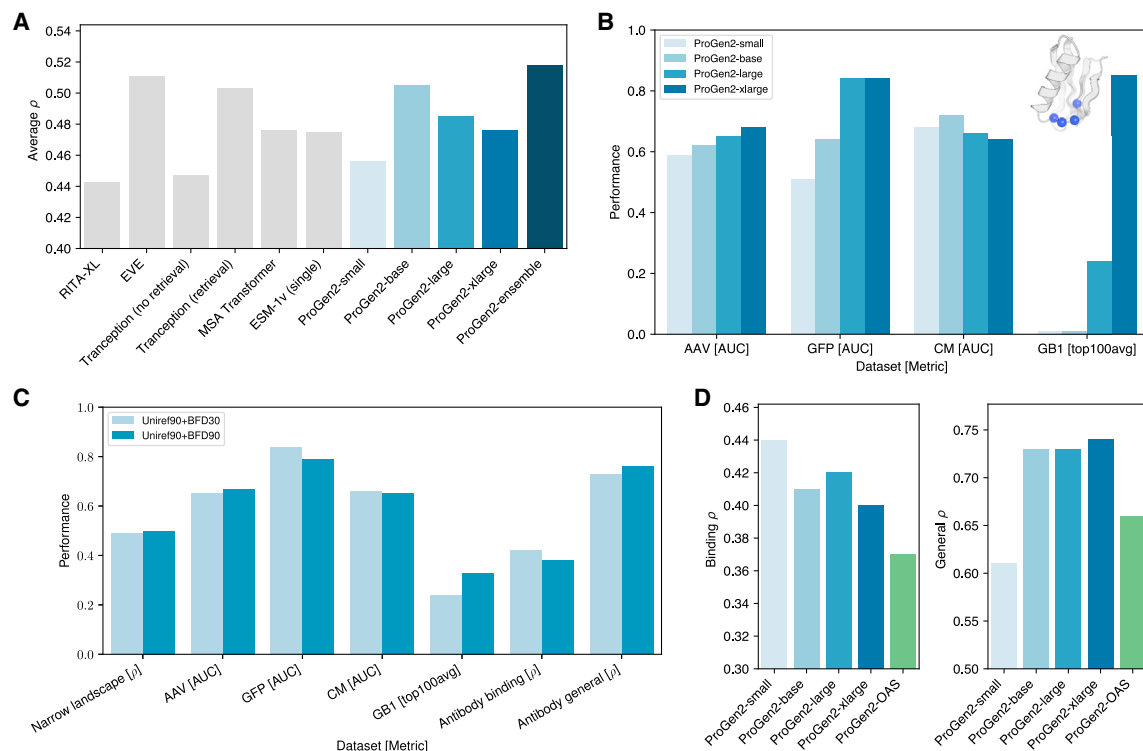 A
0.54
0.52
0.50
0.48
0.46
0.44
0.42
0.40
Average ρ
RITA-XL
EVE
Tranception (no retrieval)
Tranception (retrieval)
MSA Transformer
ESM-1v (single)
ProGen2-small
ProGen2-base
ProGen2-large
ProGen2-xlarge
ProGen2-ensemble
B
ProGen2-small
ProGen2-base
ProGen2-large
ProGen2-xlarge
1.0
0.8
0.6
0.4
0.2
0.0
Performance
AAV [AUC]
GFP [AUC]
CM [AUC]
GB1 [top100avg]
Dataset [Metric]
C
Uniref90+BFD30
Uniref90+BFD90
1.0
0.8
0.6
0.4
0.2
0.0
Performance
Narrow landscape [ρ]
AAV [AUC]
GFP [AUC]
CM [AUC]
GB1 [top100avg]
Antibody binding [ρ]
Antibody general [ρ]
Dataset [Metric]
D
0.46
0.44
0.42
0.40
0.38
0.36
0.34
0.32
0.30
Binding ρ
ProGen2-small
ProGen2-base
ProGen2-large
ProGen2-xlarge
ProGen2-OAS
0.75
0.70
0.65
0.60
0.55
0.50
General ρ
ProGen2-small
ProGen2-base
ProGen2-large
ProGen2-xlarge
ProGen2-OAS